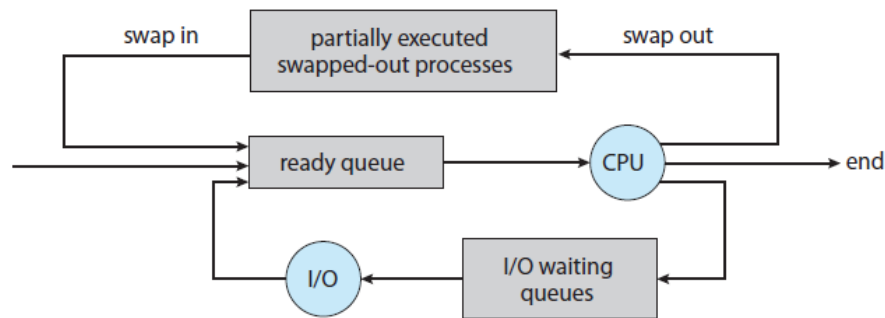 swap in
partially executed
swapped-out processes
swap out
ready queue
CPU
end
I/O
I/O waiting
queues